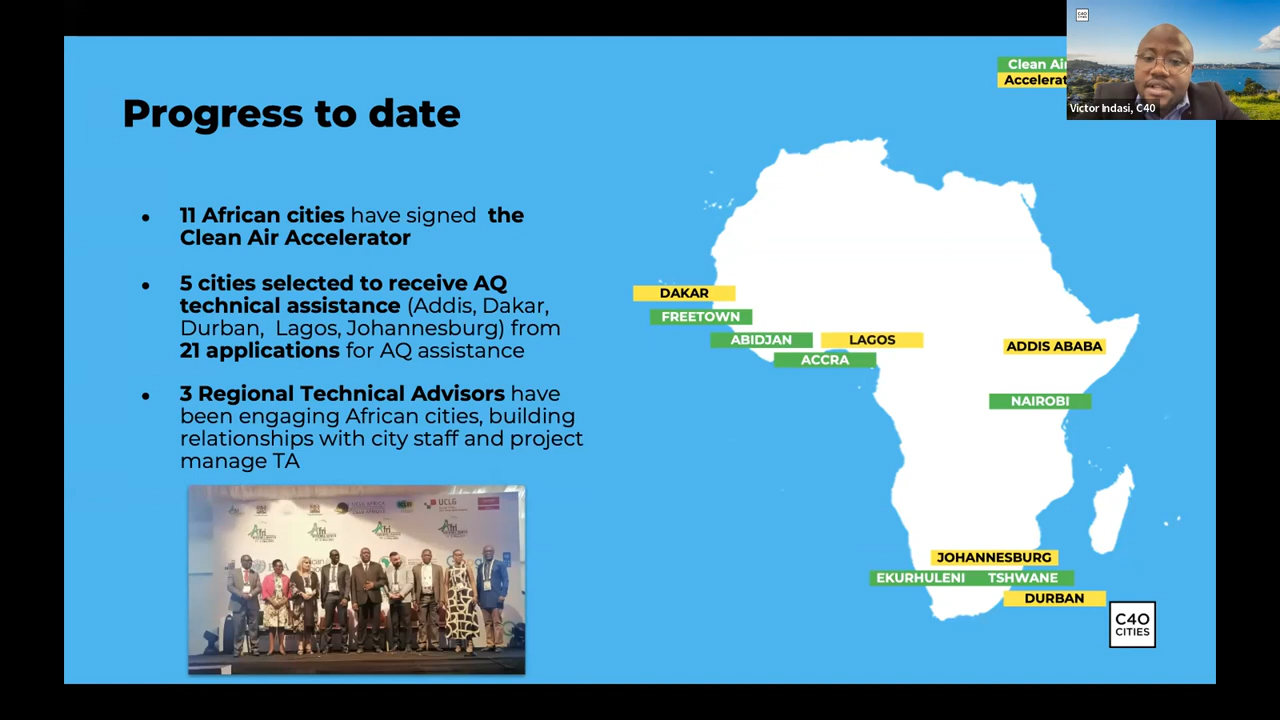 C40
CITIES
Clean Air
Accelerat
Victor Indasi, C40
Progress to date
• 11 African cities have signed the
Clean Air Accelerator
• 5 cities selected to receive AQ
technical assistance (Addis, Dakar,
Durban, Lagos, Johannesburg) from
21 applications for AQ assistance
• 3 Regional Technical Advisors have
been engaging African cities, building
relationships with city staff and project
manage TA
DAKAR
FREETOWN
ABIDJAN
LAGOS
ACCRA
ADDIS ABABA
NAIROBI
JOHANNESBURG
EKURHULENI TSHWANE
DURBAN
UCLG
C40
CITIES